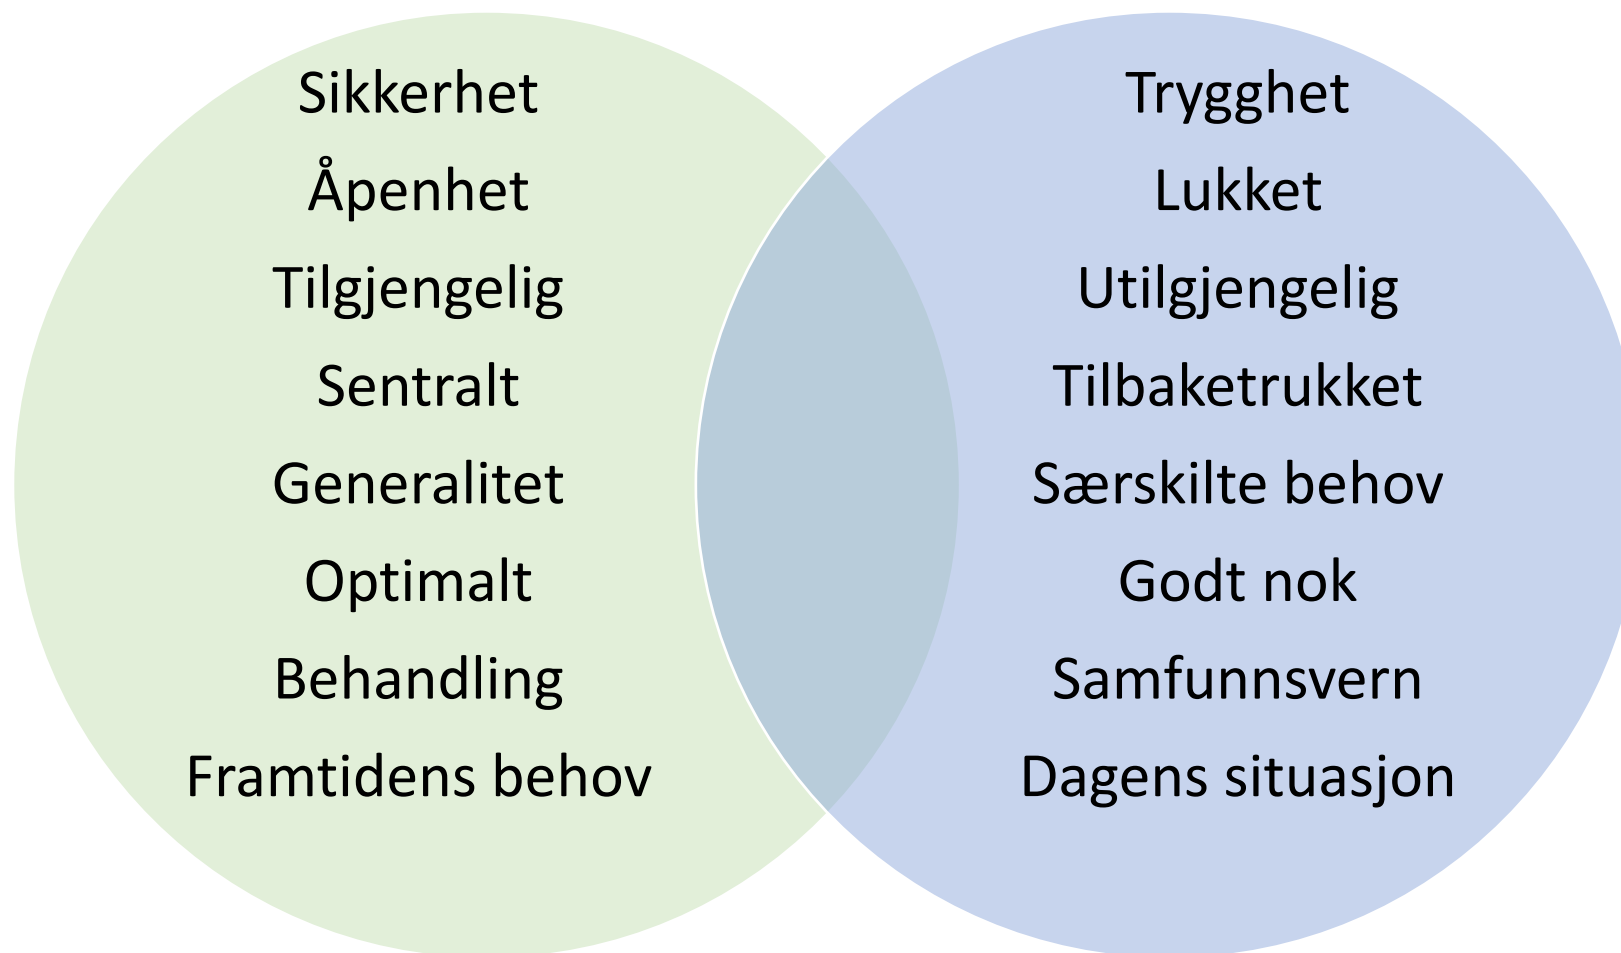 Sikkerhet
Åpenhet
Tilgjengelig
Sentralt
Generalitet
Optimalt
Behandling
Framtidens behov
Trygghet
Lukket
Utilgjengelig
Tilbaketrukket
Særskilte behov
Godt nok
Samfunnsvern
Dagens situasjon